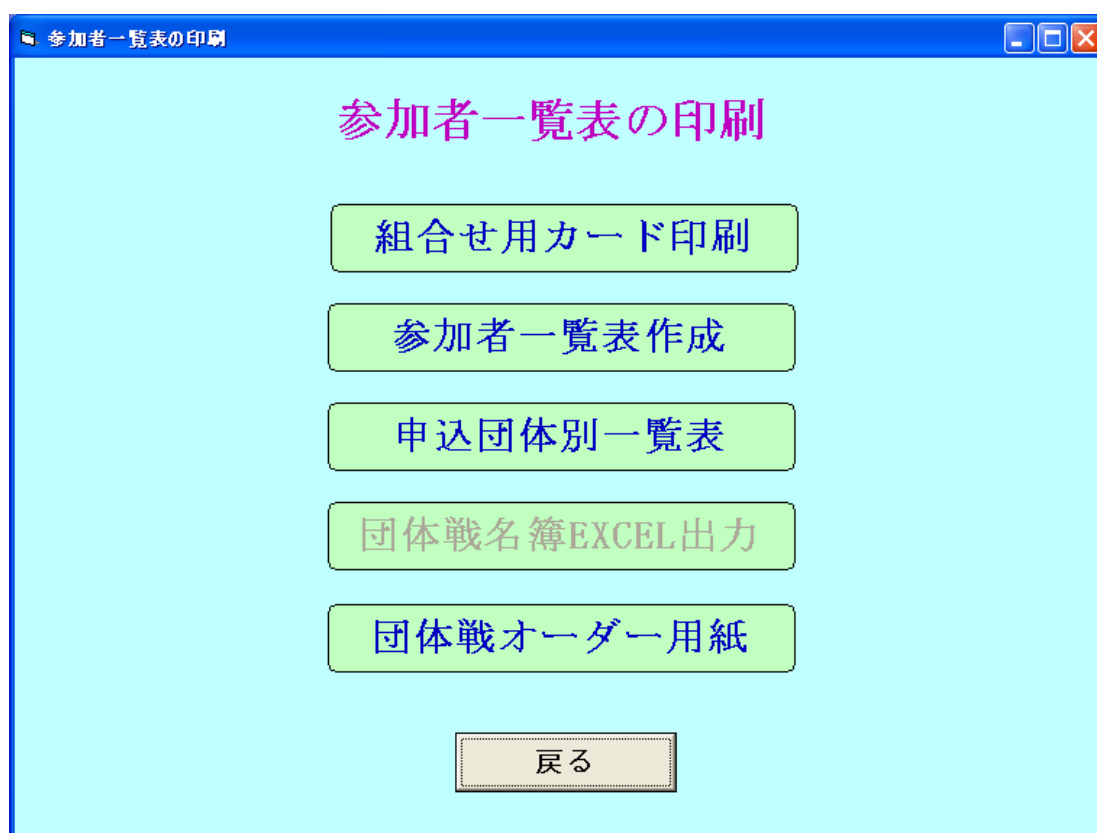 参加者一覧表の印刷
参加者一覧表の印刷
組合せ用カード印刷
参加者一覧表作成
申込団体別一覧表
団体戦名簿EXCEL出力
団体戦オーダー用紙
戻る